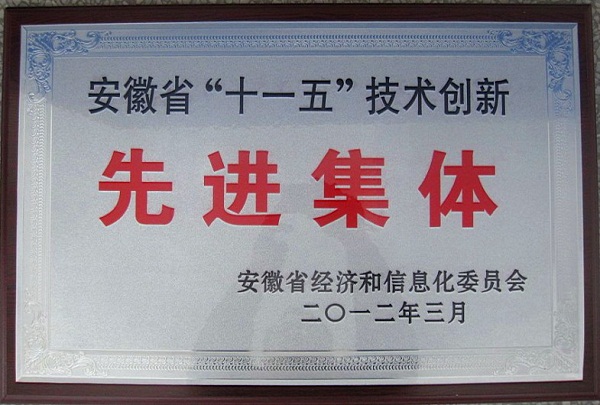 安徽省“十一五”技术创新
先进集体
安徽省经济和信息化委员会
二〇一二年三月